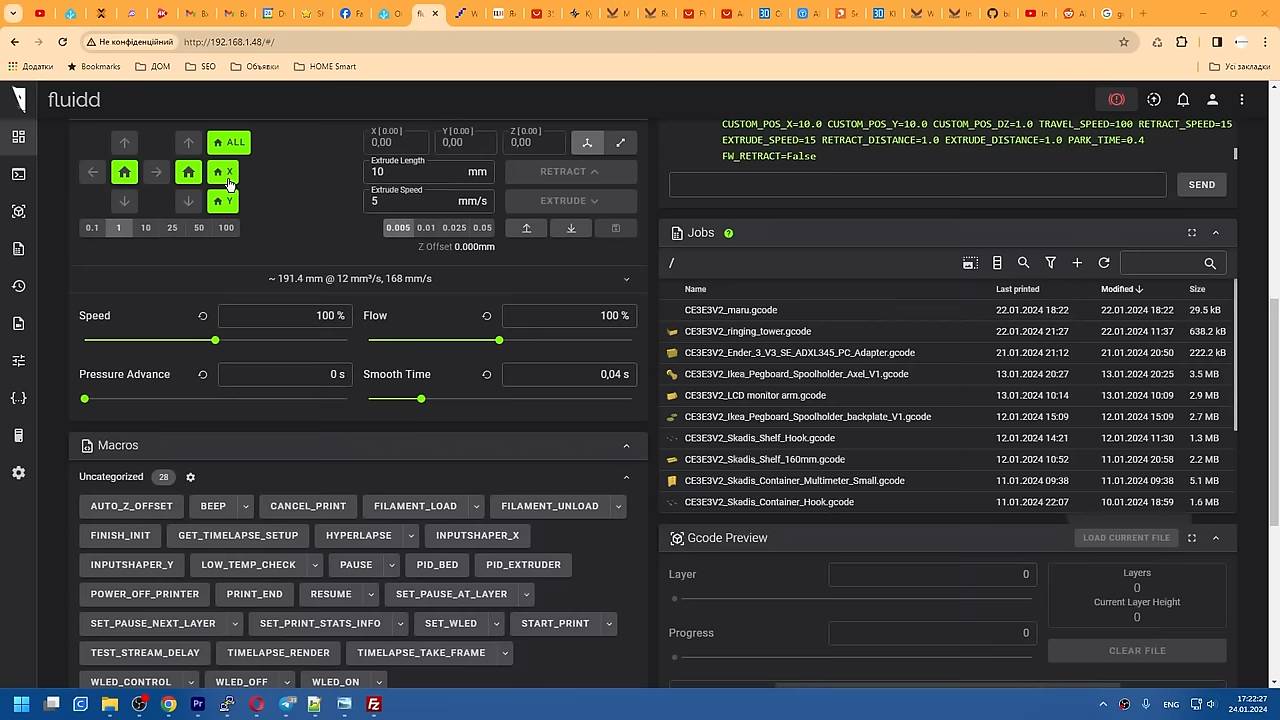 Не конфіденційний
http://192.168.1.48/#/
Додатки
Bookmarks
ДОМ
SEO
Объявки
HOME Smart
Усі закладки
fluidd
ALL
X
Y
0.1
1
10
25
50
100
X [ 0.00 ]
0,00
Y [ 0.00 ]
0,00
Z [ 0.00 ]
0,00
Extrude Length
10 mm
RETRACT
Extrude Speed
5 mm/s
EXTRUDE
0.005
0.01
0.025
0.05
Z Offset 0.000mm
~ 191.4 mm @ 12 mm³/s, 168 mm/s
Speed
100 %
Flow
100 %
Pressure Advance
0 s
Smooth Time
0,04 s
Macros
Uncategorized 28
AUTO_Z_OFFSET
BEEP
CANCEL_PRINT
FILAMENT_LOAD
FILAMENT_UNLOAD
FINISH_INIT
GET_TIMELAPSE_SETUP
HYPERLAPSE
INPUTSHAPER_X
INPUTSHAPER_Y
LOW_TEMP_CHECK
PAUSE
PID_BED
PID_EXTRUDER
POWER_OFF_PRINTER
PRINT_END
RESUME
SET_PAUSE_AT_LAYER
SET_PAUSE_NEXT_LAYER
SET_PRINT_STATS_INFO
SET_WLED
START_PRINT
TEST_STREAM_DELAY
TIMELAPSE_RENDER
TIMELAPSE_TAKE_FRAME
WLED_CONTROL
WLED_OFF
WLED_ON
CUSTOM_POS_X=10.0 CUSTOM_POS_Y=10.0 CUSTOM_POS_DZ=1.0 TRAVEL_SPEED=100 RETRACT_SPEED=15
EXTRUDE_SPEED=15 RETRACT_DISTANCE=1.0 EXTRUDE_DISTANCE=1.0 PARK_TIME=0.4
FW_RETRACT=False
SEND
Jobs
/
Name Last printed Modified Size
CE3E3V2_maru.gcode 22.01.2024 18:22 22.01.2024 18:22 29.5 kB
CE3E3V2_ringing_tower.gcode 22.01.2024 21:27 22.01.2024 11:37 638.2 kB
CE3E3V2_Ender_3_V3_SE_ADXL345_PC_Adapter.gcode 21.01.2024 21:12 21.01.2024 20:50 222.2 kB
CE3E3V2_Ikea_Pegboard_Spoolholder_Axel_V1.gcode 13.01.2024 20:27 13.01.2024 20:25 3.5 MB
CE3E3V2_LCD monitor arm.gcode 13.01.2024 10:14 13.01.2024 10:09 2.9 MB
CE3E3V2_Ikea_Pegboard_Spoolholder_backplate_V1.gcode 12.01.2024 15:09 12.01.2024 15:09 2.7 MB
CE3E3V2_Skadis_Shelf_Hook.gcode 12.01.2024 14:21 12.01.2024 11:30 1.3 MB
CE3E3V2_Skadis_Shelf_160mm.gcode 12.01.2024 10:52 11.01.2024 20:58 2.2 MB
CE3E3V2_Skadis_Container_Multimeter_Small.gcode 11.01.2024 09:38 11.01.2024 09:38 5.1 MB
CE3E3V2_Skadis_Container_Hook.gcode 11.01.2024 22:07 10.01.2024 18:59 1.6 MB
Gcode Preview
LOAD CURRENT FILE
Layer
0
Progress
0
Layers
0
Current Layer Height
0
CLEAR FILE
ENG
17:22:27
24.01.2024